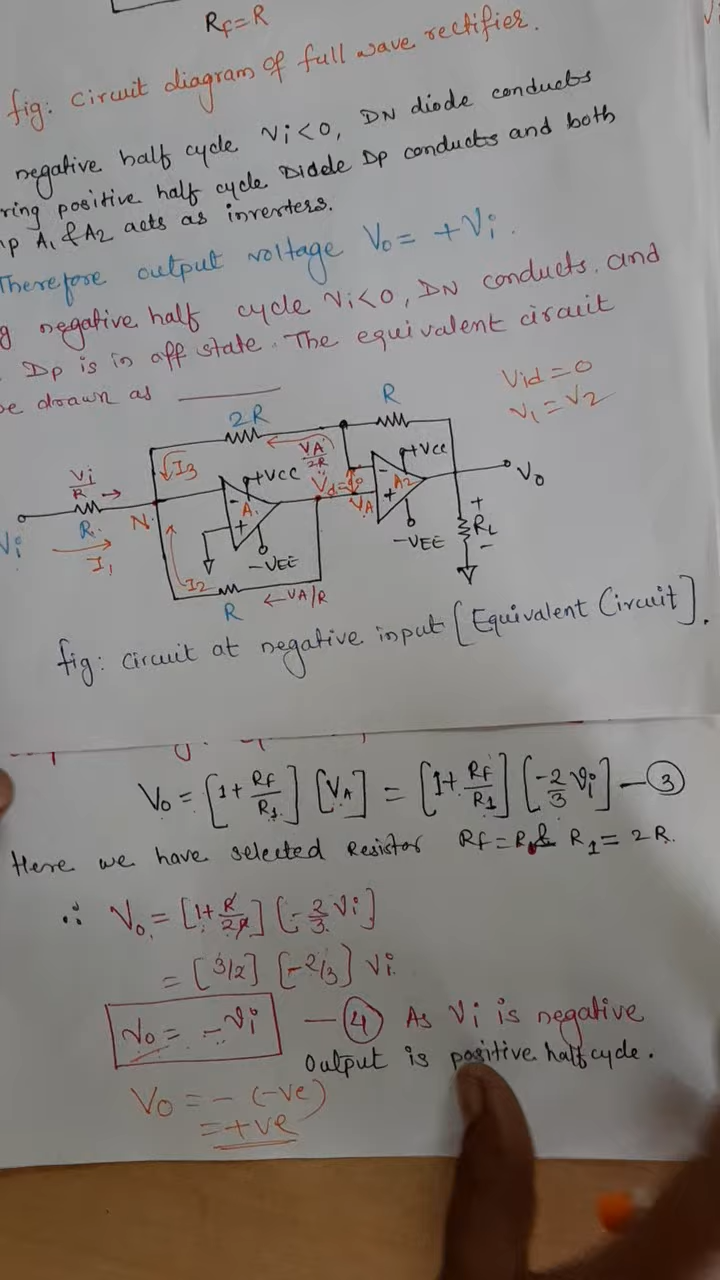 Rf=R
fig: Circuit diagram of full wave rectifier.
negative half cycle Vi<0, DN diode conducts
ring positive half cycle Diode Dp conducts and both
p A1 & A2 acts as inverters.
Therefore output voltage Vo = +Vi.
g negative half cycle Vi<0, DN conducts, and
Dp is in off state. The equivalent circuit
be drawn as
Vid=0
V1=V2
R
2R
VA/2R
I3
+Vcc
+Vcc
Vi/R
Vd=0
A1
A2
Vo
N
VA
Vi
R
I1
-VEE
-VEE
+
RL
-
I2
R
VA/R
fig: circuit at negative input [Equivalent Circuit].
Vo = [1+ Rf/R1] [VA] = [1+ Rf/R1] [-2/3 Vi] — 3
Here we have selected Resistor Rf=R & R1 = 2R.
∴ Vo = [1+ R/2R] [-2/3 Vi]
= [3/2] [-2/3] Vi
Vo = -Vi — 4 As Vi is negative
output is positive half cycle.
Vo = - (-ve)
= +ve